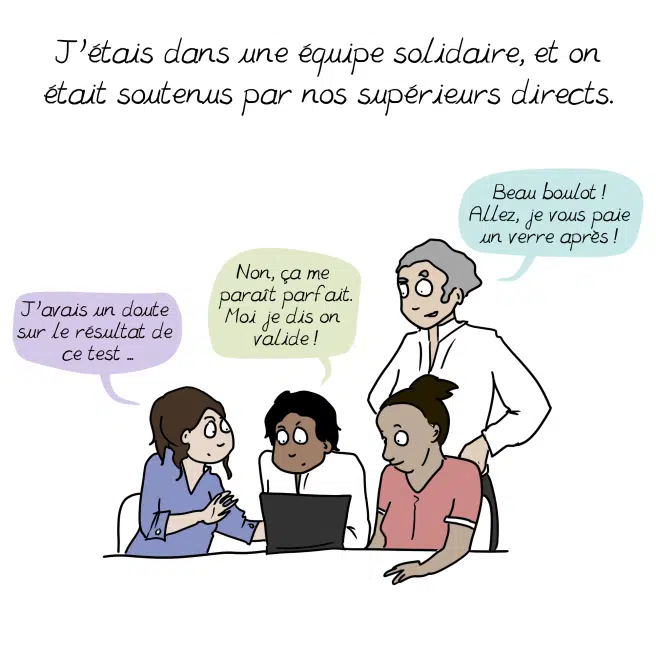 J'étais dans une équipe solidaire, et on
était soutenus par nos supérieurs directs.
Beau boulot !
Allez, je vous paie
un verre après !
Non, ça me
paraît parfait.
Moi je dis on
valide !
J'avais un doute
sur le résultat de
ce test ...